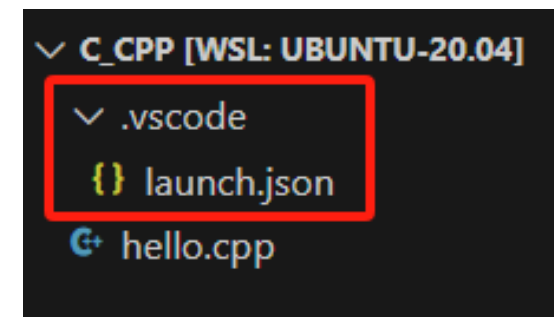 C_CPP [WSL: UBUNTU-20.04]
.vscode
{} launch.json
hello.cpp